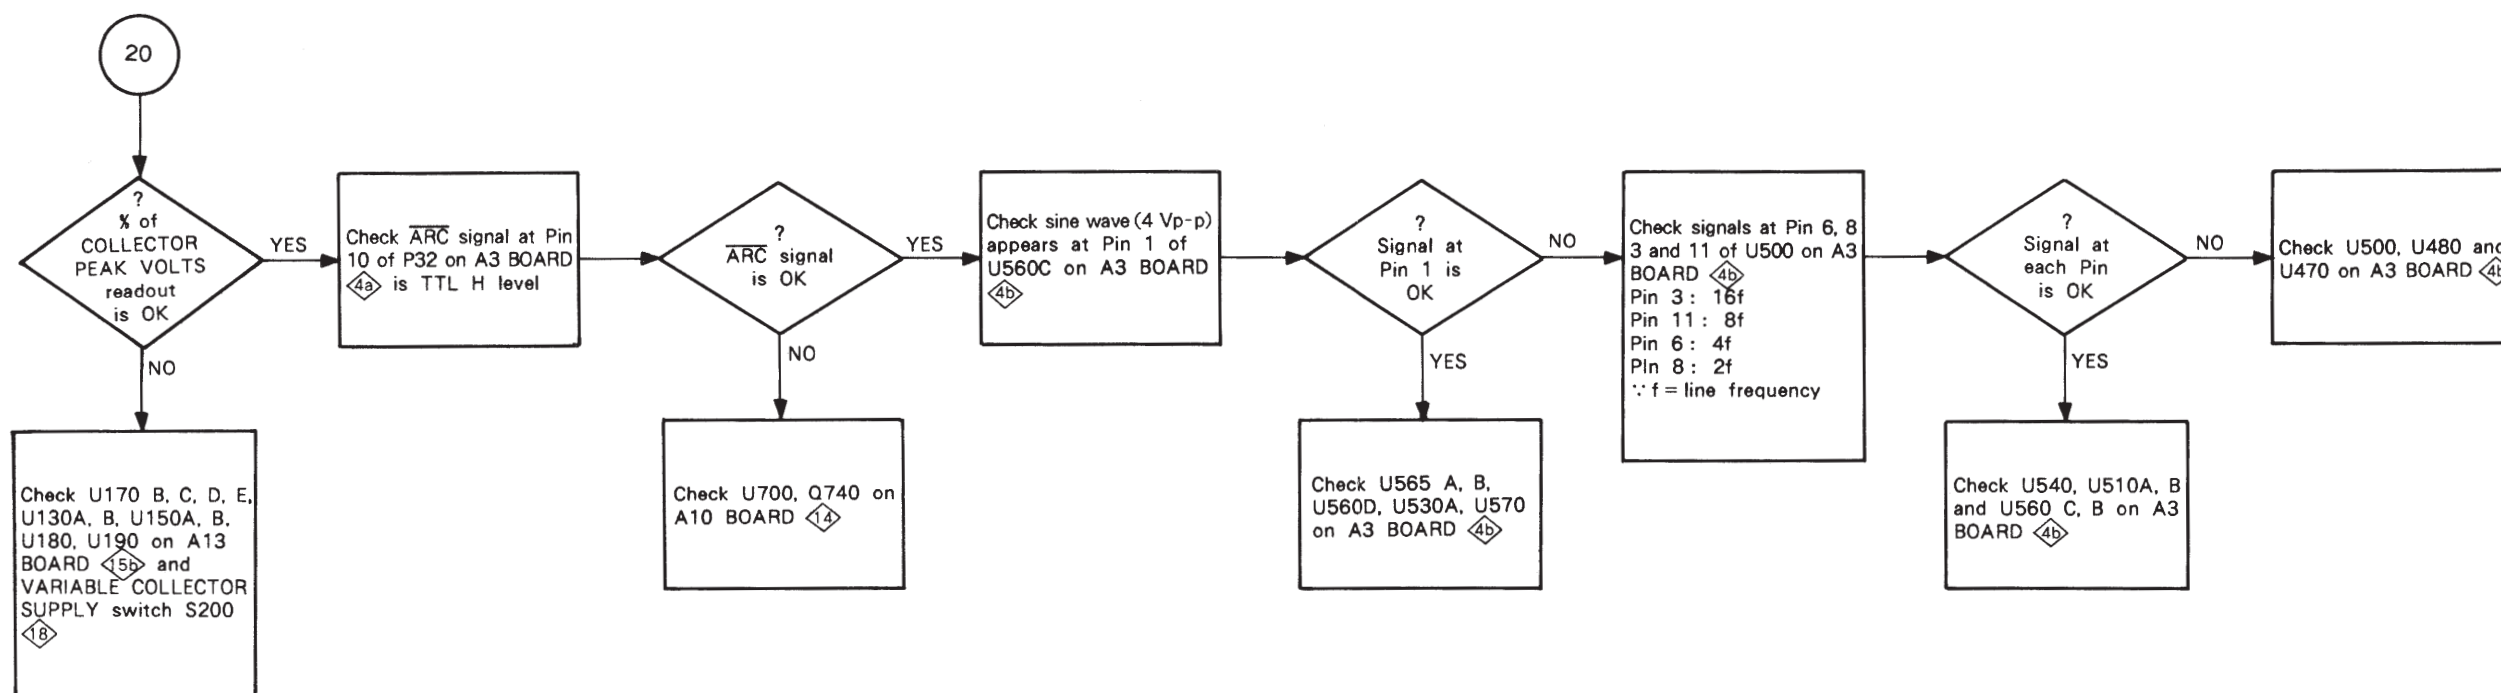 20
?
% of
COLLECTOR
PEAK VOLTS
readout
is OK
YES
NO
Check U170 B, C, D, E,
U130A, B, U150A, B,
U180, U190 on A13
BOARD 15b and
VARIABLE COLLECTOR
SUPPLY switch S200
18
Check A̅R̅C̅ signal at Pin
10 of P32 on A3 BOARD
4a is TTL H level
?
A̅R̅C̅ signal
is OK
YES
NO
Check U700, Q740 on
A10 BOARD 14
Check sine wave (4 Vp-p)
appears at Pin 1 of
U560C on A3 BOARD
4b
?
Signal at
Pin 1 is
OK
NO
YES
Check U565 A, B,
U560D, U530A, U570
on A3 BOARD 4b
Check signals at Pin 6, 8
3 and 11 of U500 on A3
BOARD 4b
Pin 3 : 16f
Pin 11 : 8f
Pin 6 : 4f
PIn 8 : 2f
∵ f = line frequency
?
Signal at
each Pin
is OK
NO
YES
Check U540, U510A, B
and U560 C, B on A3
BOARD 4b
Check U500, U480 and
U470 on A3 BOARD 4b